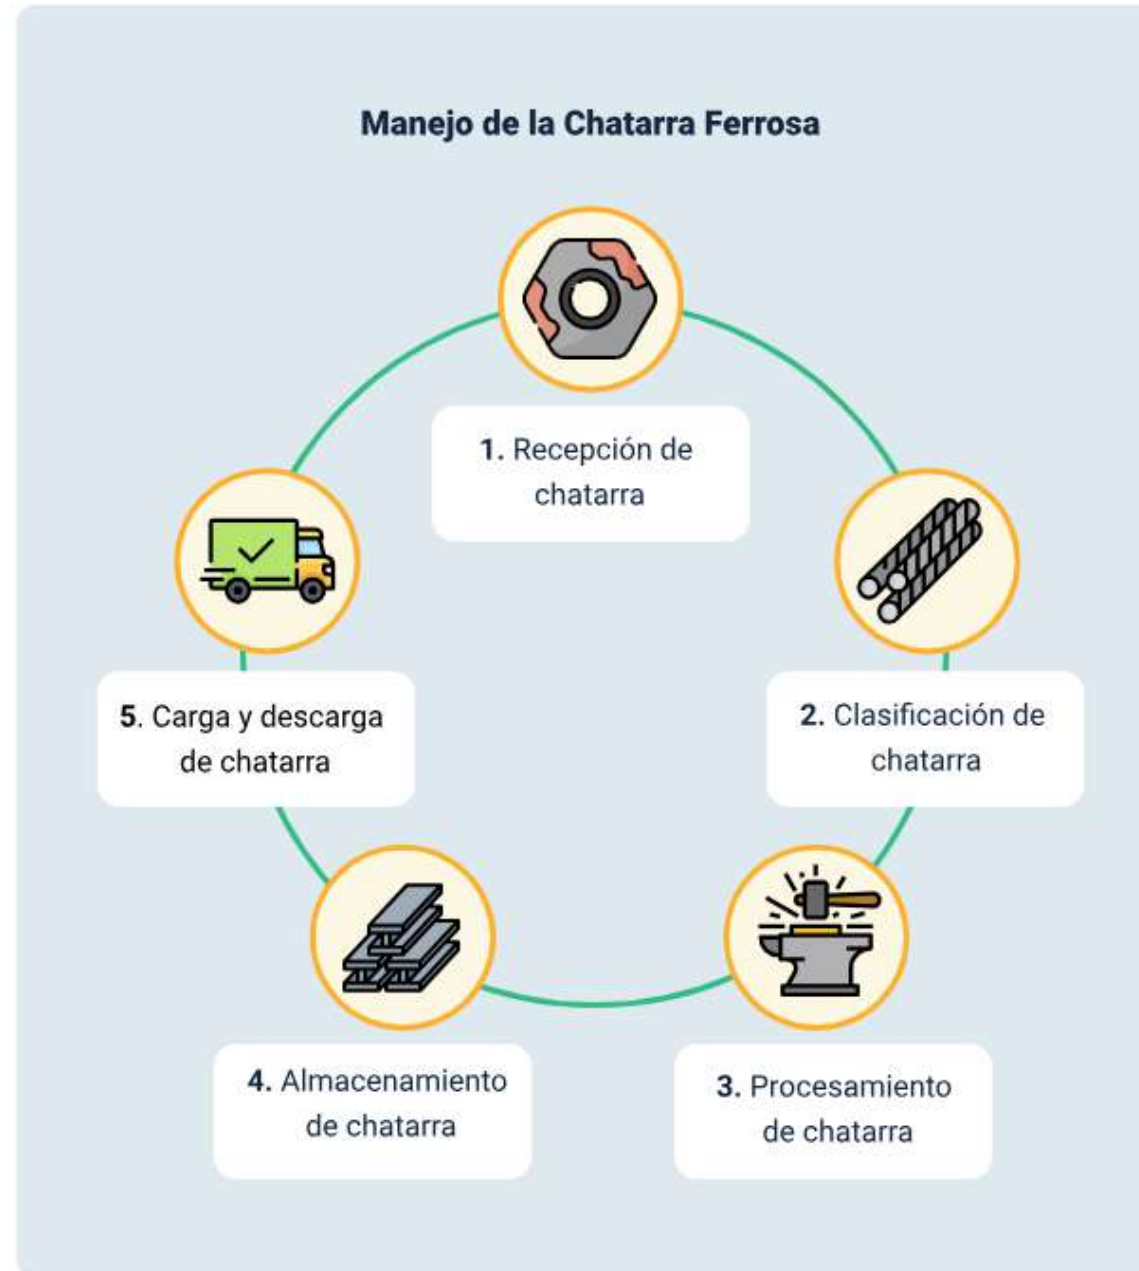 Manejo de la Chatarra Ferrosa
1. Recepción de
chatarra
2. Clasificación de
chatarra
3. Procesamiento
de chatarra
4. Almacenamiento
de chatarra
5. Carga y descarga
de chatarra